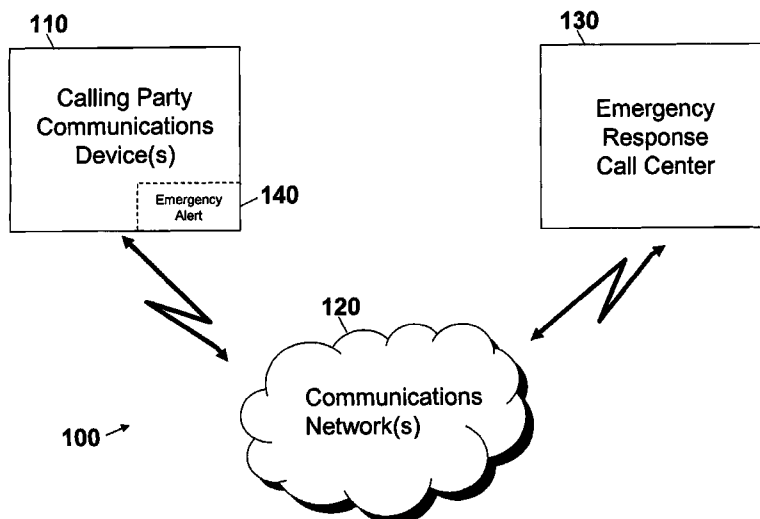 110
Calling Party
Communications
Device(s)
Emergency
Alert
140
130
Emergency
Response
Call Center
120
Communications
Network(s)
100